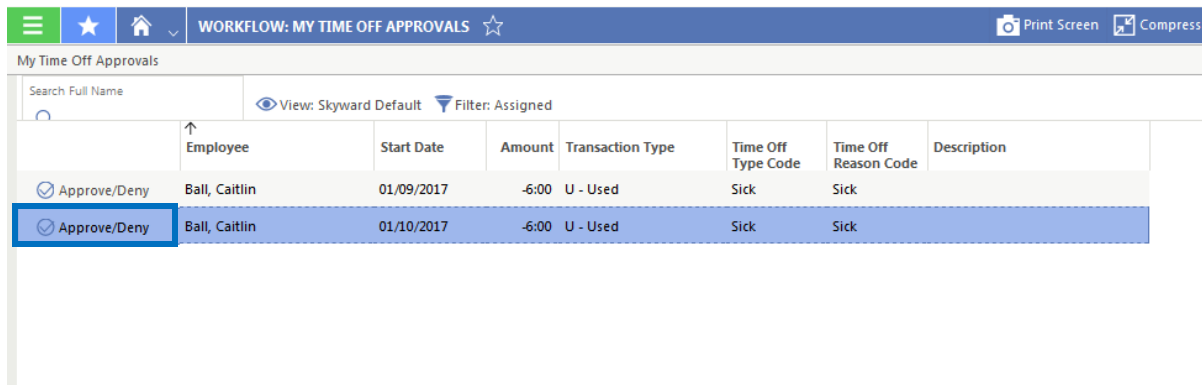 WORKFLOW: MY TIME OFF APPROVALS Print Screen Compress
My Time Off Approvals
Search Full Name
View: Skyward Default Filter: Assigned
Employee Start Date Amount Transaction Type Time Off Type Code Time Off Reason Code Description
Approve/Deny Ball, Caitlin 01/09/2017 -6:00 U - Used Sick Sick
Approve/Deny Ball, Caitlin 01/10/2017 -6:00 U - Used Sick Sick